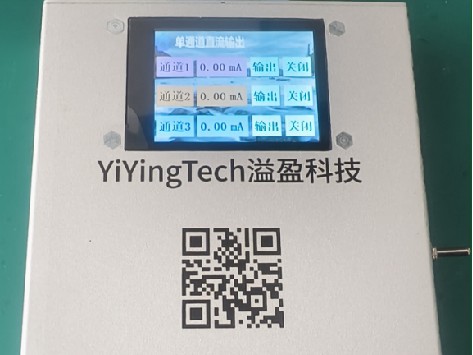 单通道直流输出
通道1 0.00 mA 输出 关闭
通道2 0.00 mA 输出 关闭
通道3 0.00 mA 输出 关闭
YiYingTech溢盈科技